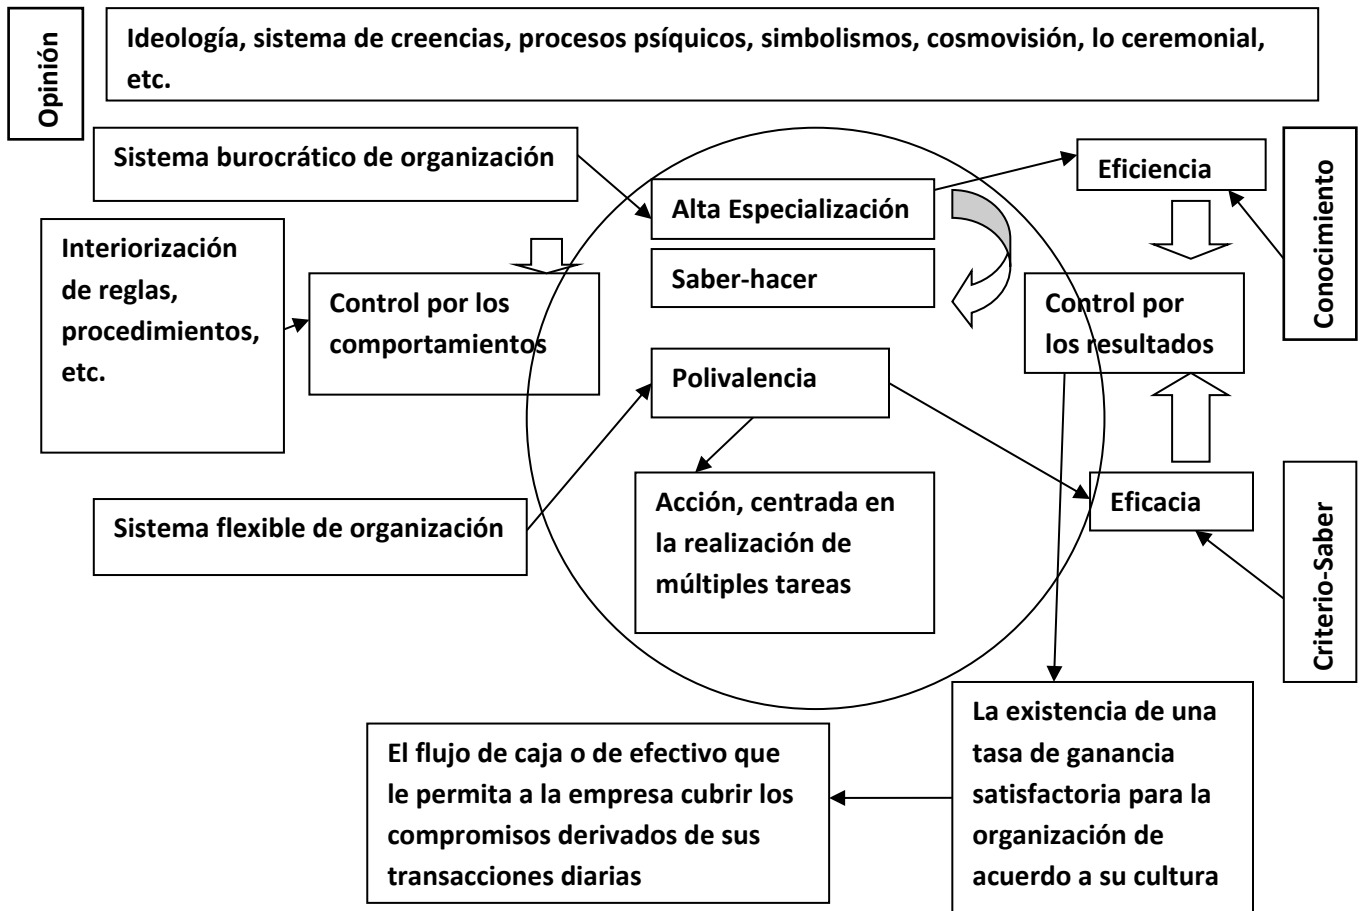 Opinión
Ideología, sistema de creencias, procesos psíquicos, simbolismos, cosmovisión, lo ceremonial,
etc.
Sistema burocrático de organización
Alta Especialización
Eficiencia
Conocimiento
Interiorización
de reglas,
procedimientos,
etc.
Control por los
comportamientos
Saber-hacer
Control por
los resultados
Polivalencia
Sistema flexible de organización
Acción, centrada en
la realización de
múltiples tareas
Eficacia
Criterio-Saber
El flujo de caja o de efectivo que
le permita a la empresa cubrir los
compromisos derivados de sus
transacciones diarias
La existencia de una
tasa de ganancia
satisfactoria para la
organización de
acuerdo a su cultura